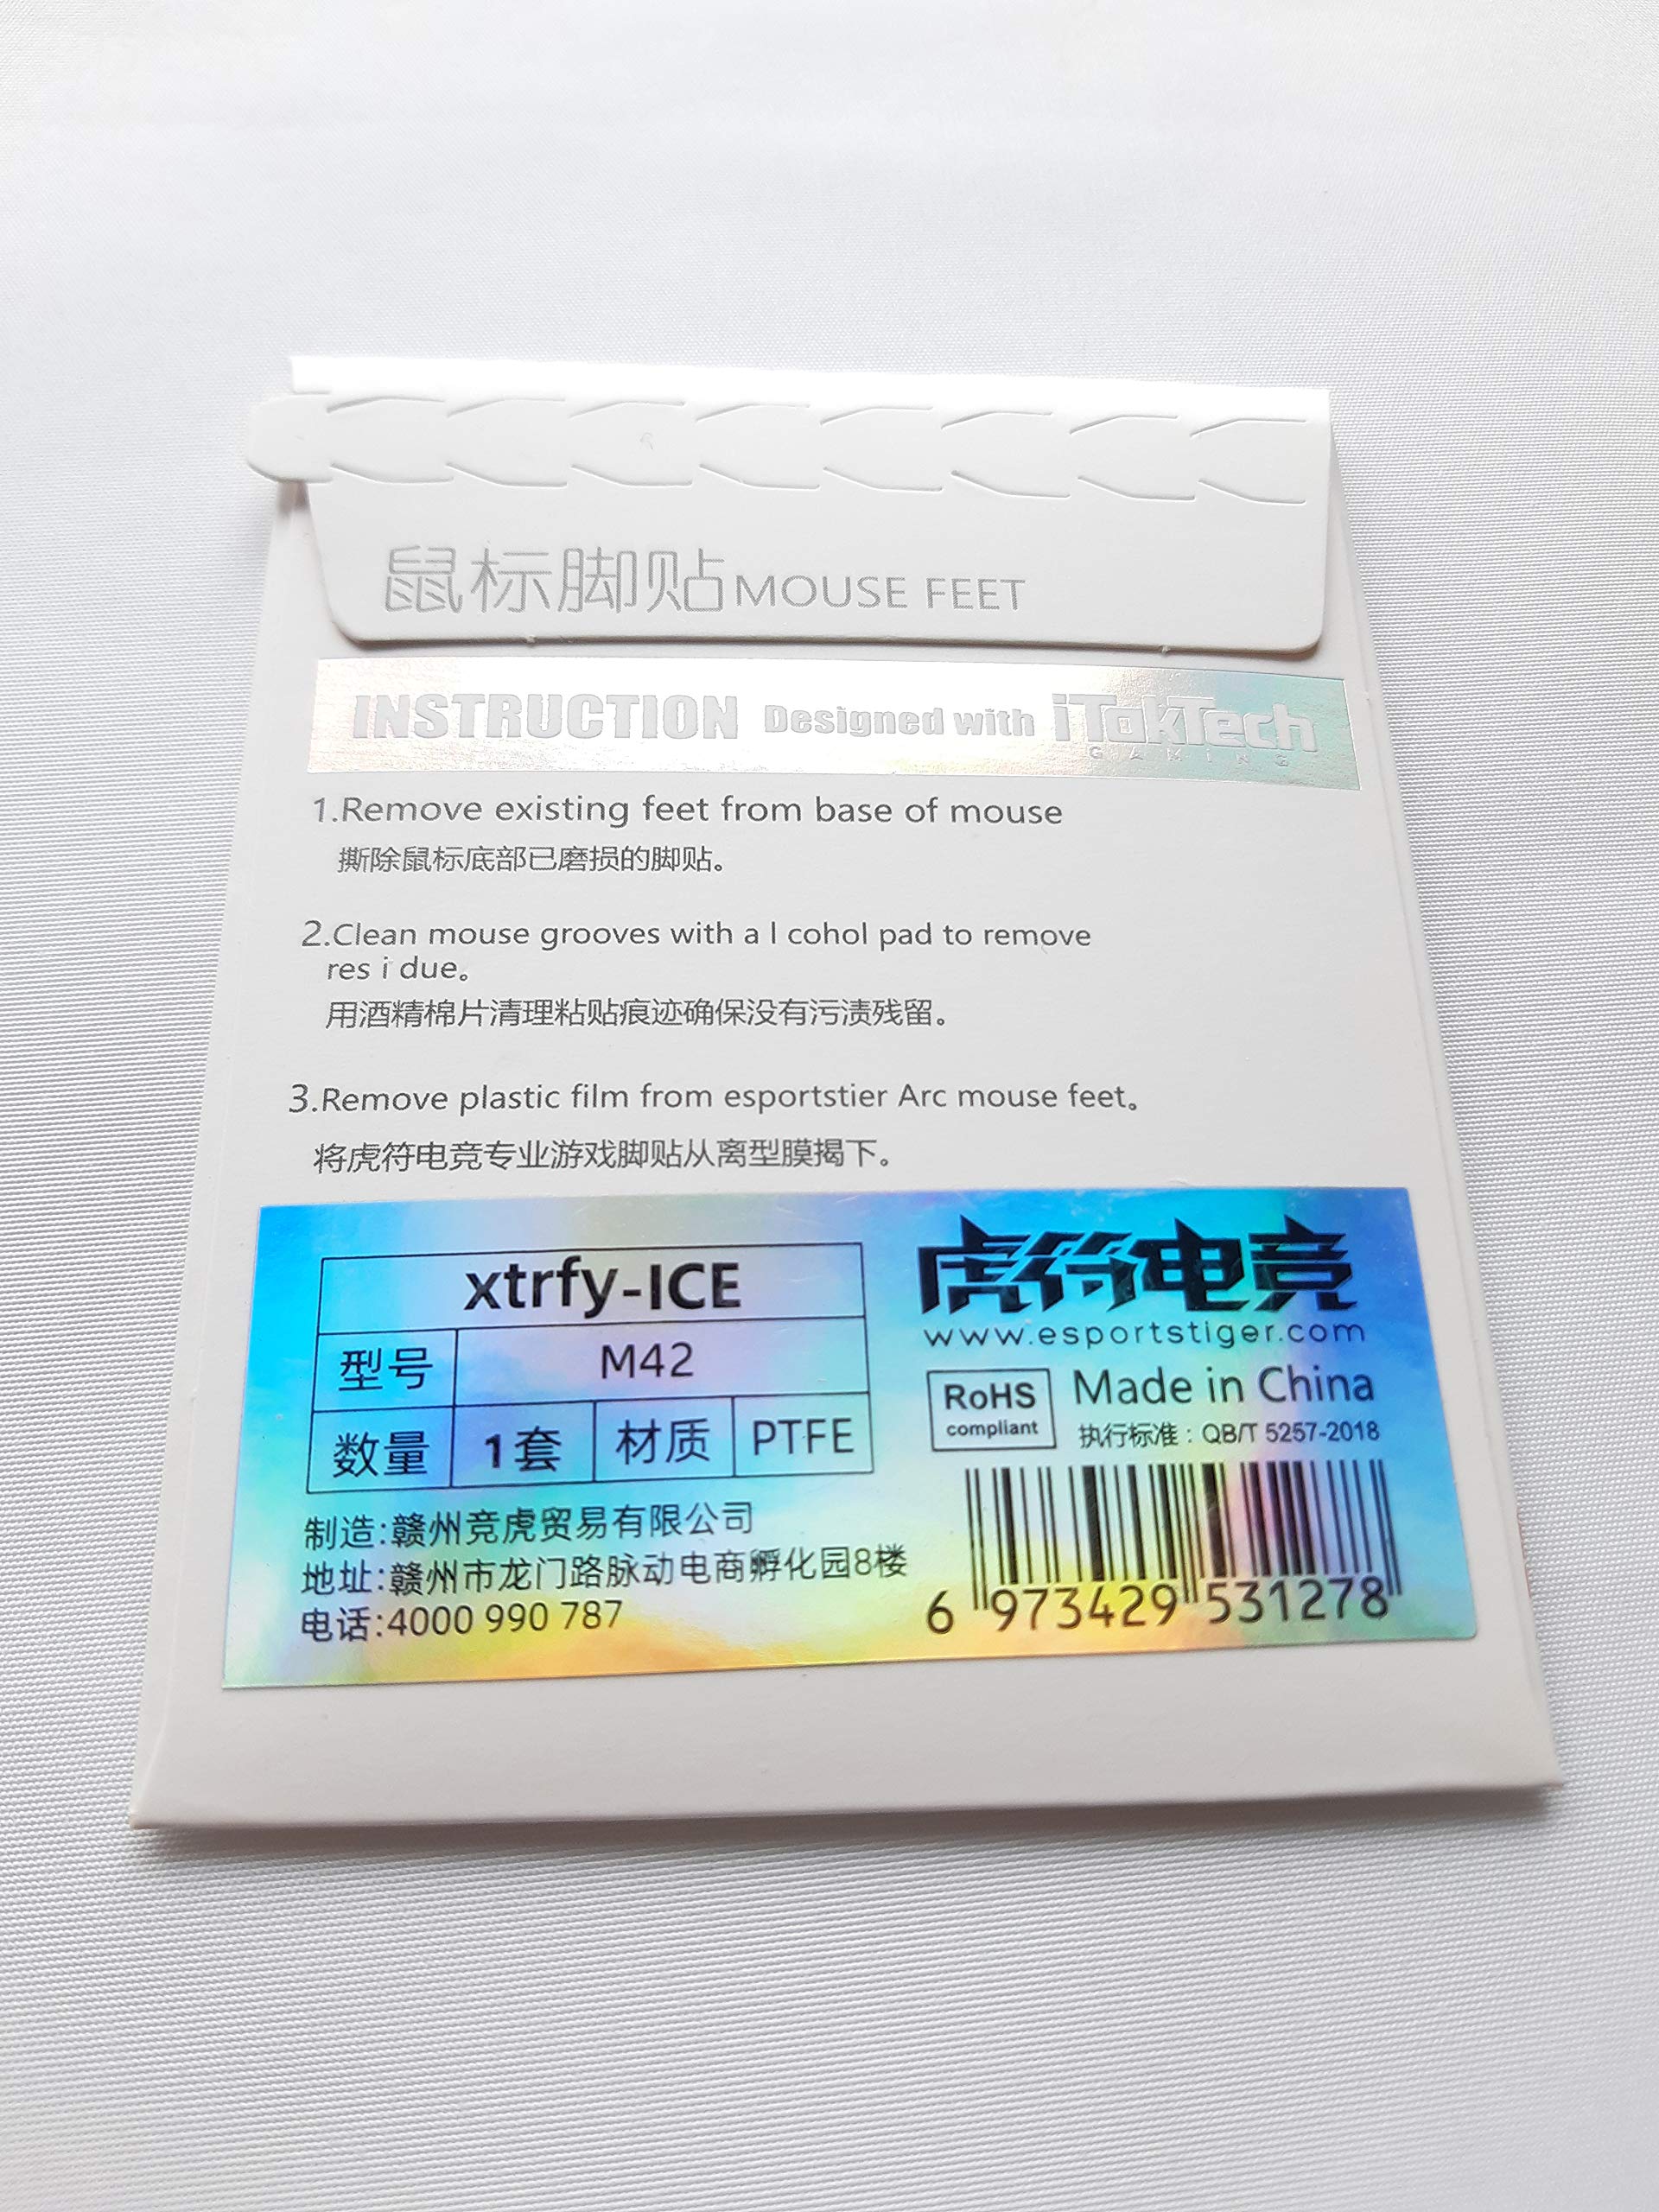 鼠标脚贴MOUSE FEET
INSTRUCTION Designed with iTakTech
GAMING
1.Remove existing feet from base of mouse
撕除鼠标底部已磨损的脚贴。
2.Clean mouse grooves with a l cohol pad to remove
res i due。
用酒精棉片清理粘贴痕迹确保没有污渍残留。
3.Remove plastic film from esportstier Arc mouse feet。
将虎符电竞专业游戏脚贴从离型膜揭下。
xtrfy-ICE
型号 M42
数量 1套 材质 PTFE
制造:赣州竞虎贸易有限公司
地址:赣州市龙门路脉动电商孵化园8楼
电话:4000 990 787
虎符电竞
www.esportstiger.com
RoHS
compliant
Made in China
执行标准：QB/T 5257-2018
6 973429 531278